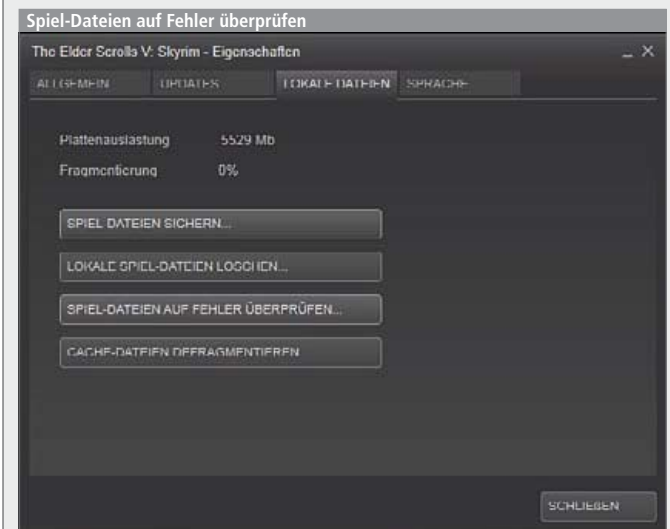 Spiel-Dateien auf Fehler überprüfen
The Elder Scrolls V: Skyrim - Eigenschaften
ALLGEMEIN UPDATES LOKALE DATEIEN SPRACHE
Plattenauslastung 5529 Mb
Fragmentierung 0%
SPIEL DATEIEN SICHERN...
LOKALE SPIEL-DATEIEN LÖSCHEN...
SPIEL-DATEIEN AUF FEHLER ÜBERPRÜFEN...
CACHE-DATEIEN DEFRAGMENTIEREN
SCHLIEßEN